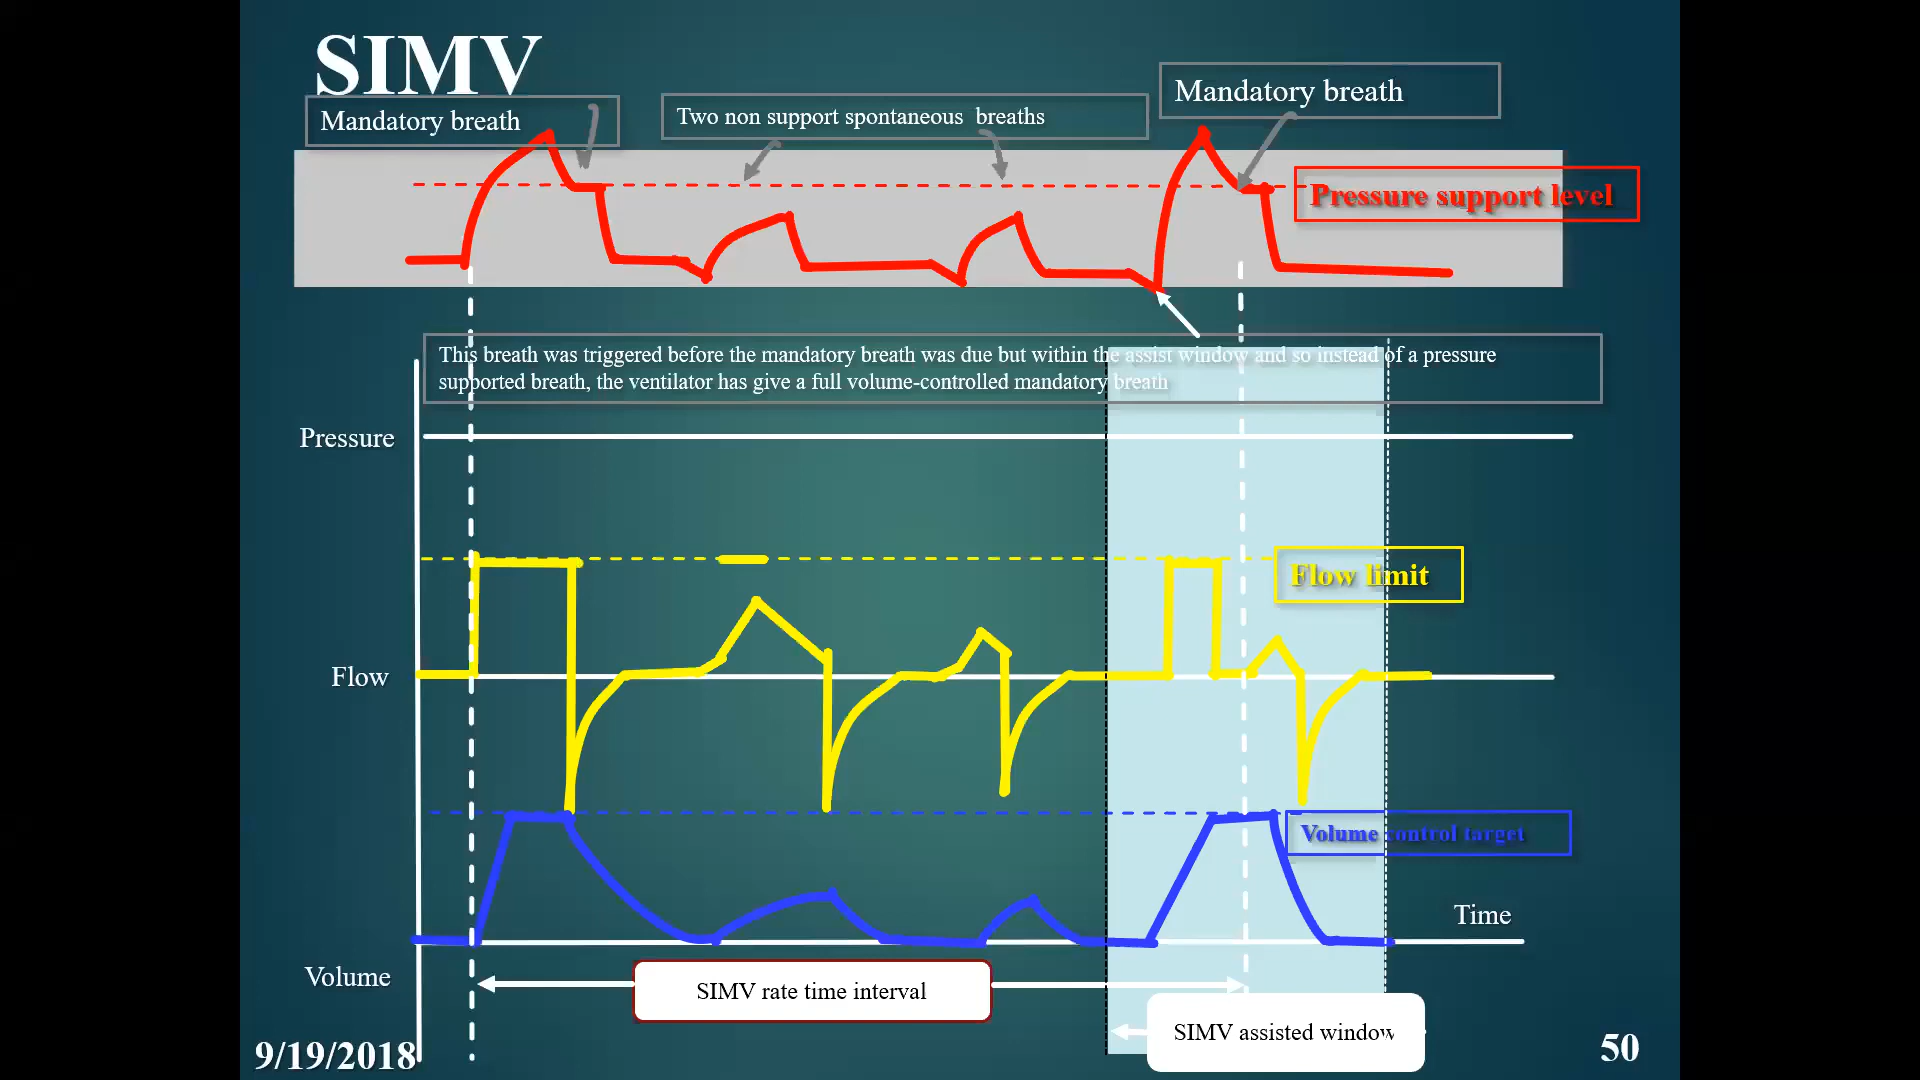 SIMV
Mandatory breath
Two non support spontaneous breaths
Mandatory breath
Pressure support level
This breath was triggered before the mandatory breath was due but within the assist window and so instead of a pressure
supported breath, the ventilator has give a full volume-controlled mandatory breath
Pressure
Flow limit
Flow
Volume control target
Time
Volume
SIMV rate time interval
SIMV assisted window
9/19/2018
50